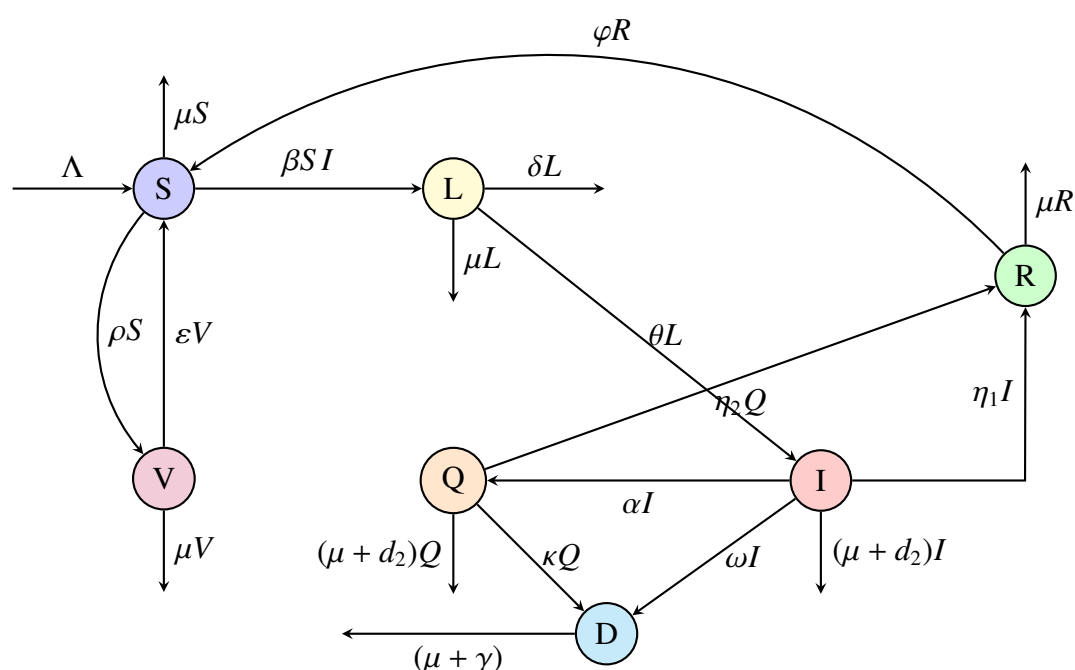 φR
μS
Λ
S
βSI
L
δL
μR
μL
R
ρS
εV
θL
η₂Q
η₁I
V
Q
αI
I
μV
(μ + d₂)Q
κQ
ωI
(μ + d₂)I
D
(μ + γ)